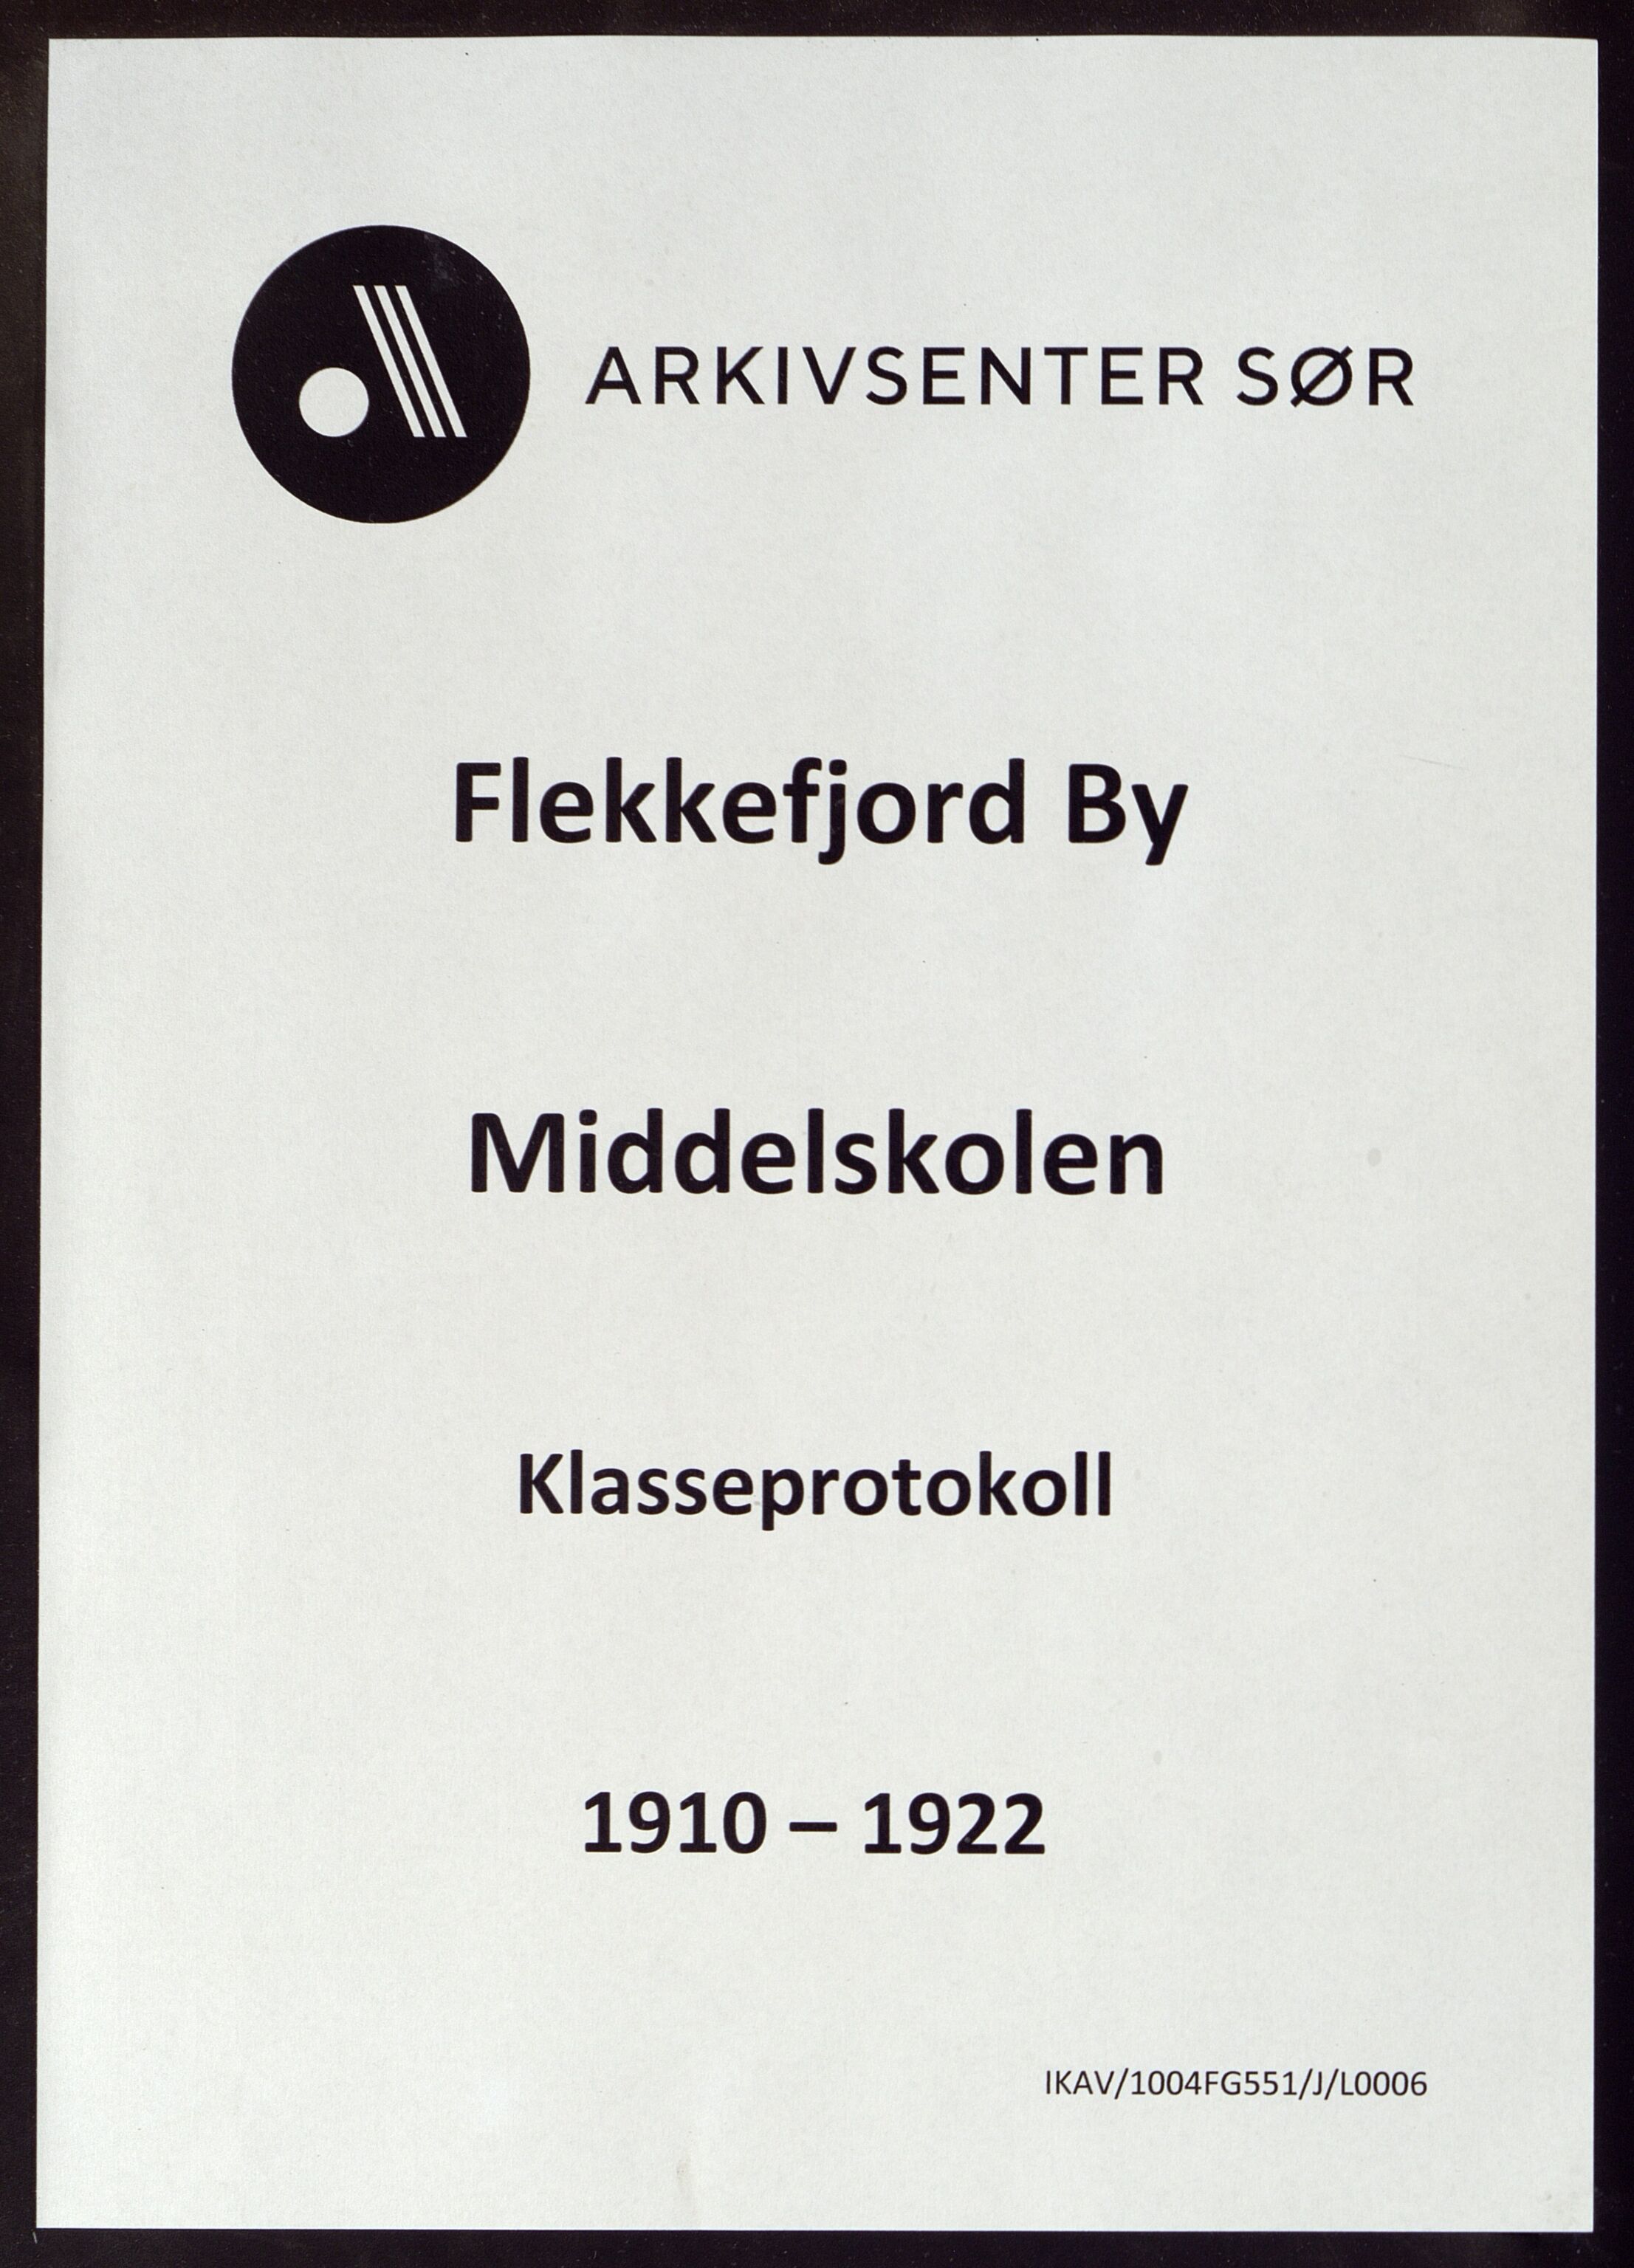 ARKIVSENTER SØR
Flekkefjord By
Middelskolen
Klasseprotokoll
1910 – 1922
IKAV/1004FG551/J/L0006